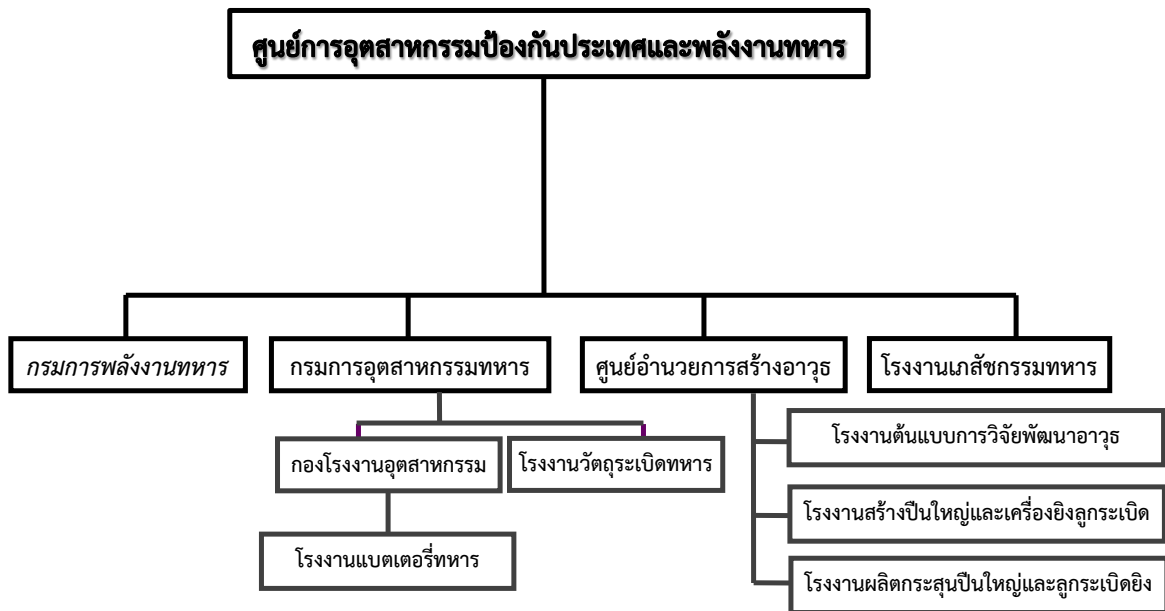 ศูนย์การอุตสาหกรรมป้องกันประเทศและพลังงานทหาร
กรมการพลังงานทหาร
กรมการอุตสาหกรรมทหาร
ศูนย์อำนวยการสร้างอาวุธ
โรงงานเภสัชกรรมทหาร
กองโรงงานอุตสาหกรรม
โรงงานวัตถุระเบิดทหาร
โรงงานแบตเตอรี่ทหาร
โรงงานต้นแบบการวิจัยพัฒนาอาวุธ
โรงงานสร้างปืนใหญ่และเครื่องยิงลูกระเบิด
โรงงานผลิตกระสุนปืนใหญ่และลูกระเบิดยิง